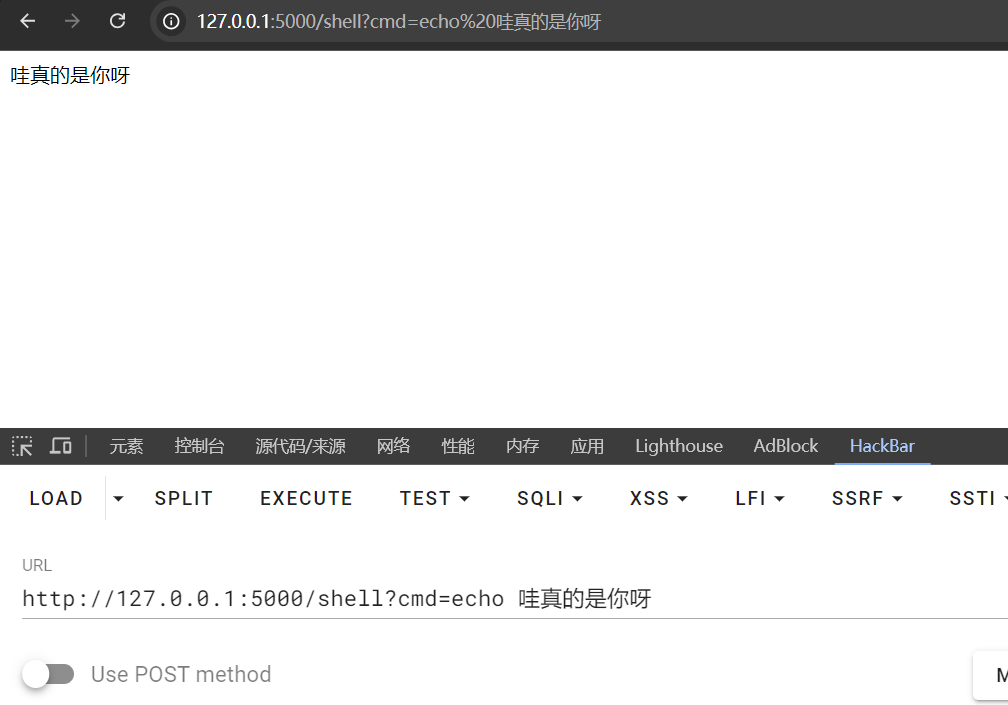 127.0.0.1:5000/shell?cmd=echo%20哇真的是你呀
哇真的是你呀
元素 控制台 源代码/来源 网络 性能 内存 应用 Lighthouse AdBlock HackBar
LOAD SPLIT EXECUTE TEST SQLI XSS LFI SSRF SSTI
URL
http://127.0.0.1:5000/shell?cmd=echo 哇真的是你呀
Use POST method
M